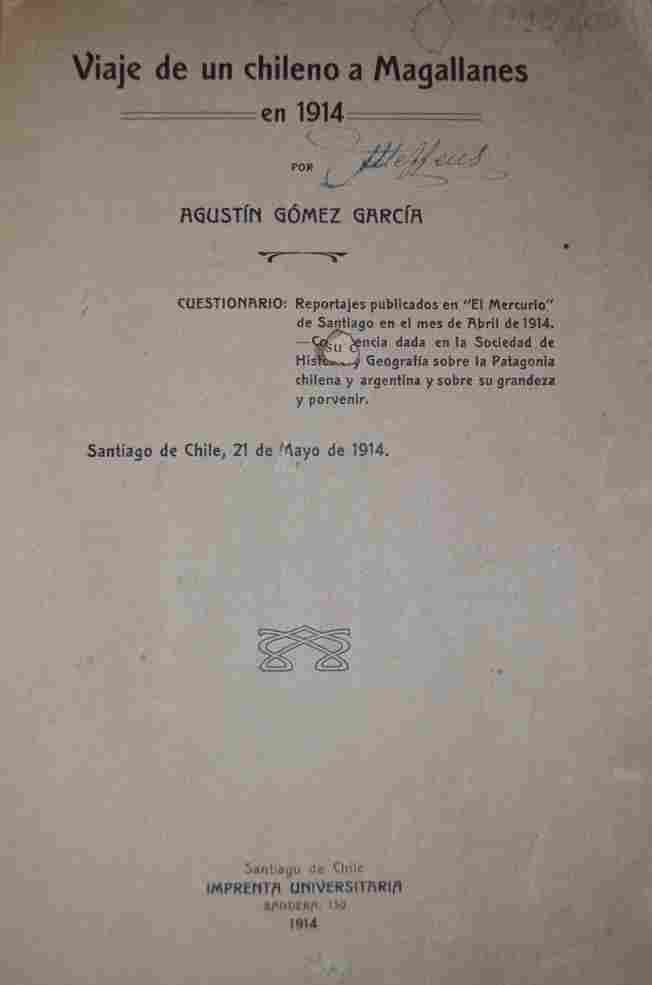 Viaje de un chileno a Magallanes
en 1914
POR
AGUSTÍN GÓMEZ GARCÍA
CUESTIONARIO: Reportajes publicados en "El Mercurio"
de Santiago en el mes de Abril de 1914.
—Co su encia dada en la Sociedad de
Hist y Geografía sobre la Patagonia
chilena y argentina y sobre su grandeza
y porvenir.
Santiago de Chile, 21 de Mayo de 1914.
Santiago de Chile
IMPRENTA UNIVERSITARIA
BANDERA, 130
1914